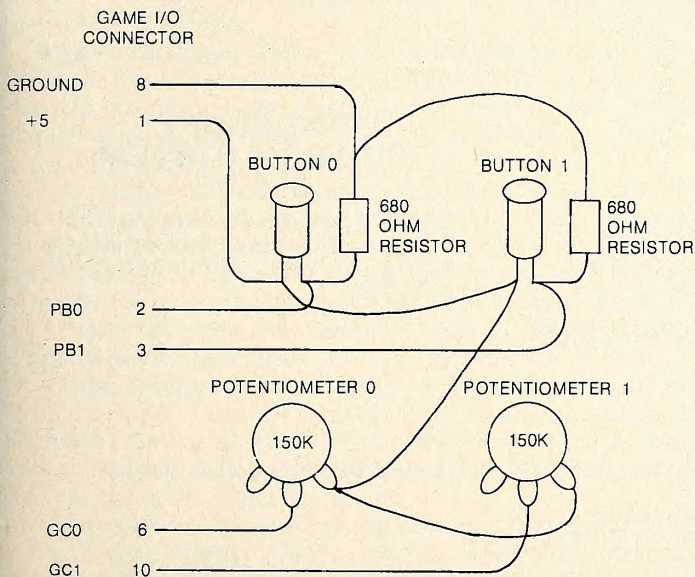 GAME I/O
CONNECTOR
GROUND 8
+5 1
BUTTON 0
BUTTON 1
680
OHM
RESISTOR
680
OHM
RESISTOR
PB0 2
PB1 3
POTENTIOMETER 0
POTENTIOMETER 1
150K
150K
GC0 6
GC1 10